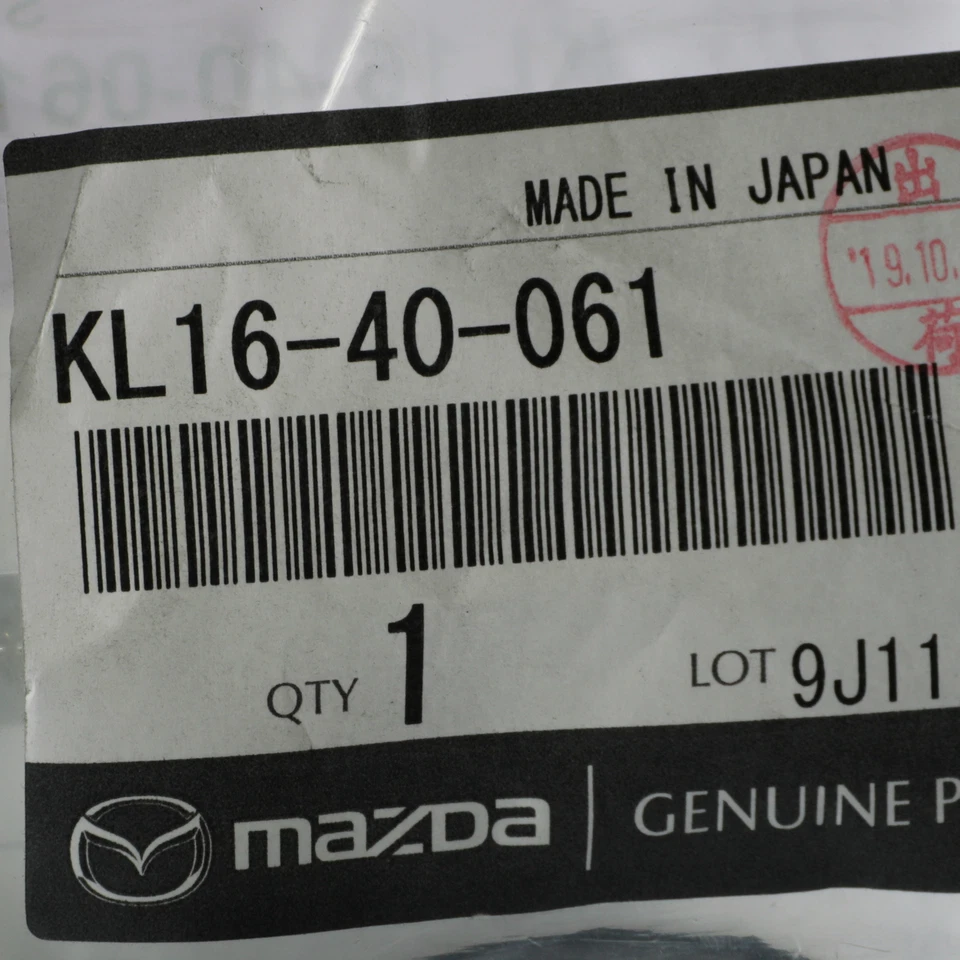 MADE IN JAPAN
出
'19.10.
荷
KL16-40-061
QTY 1
LOT 9J11
mazda | GENUINE P